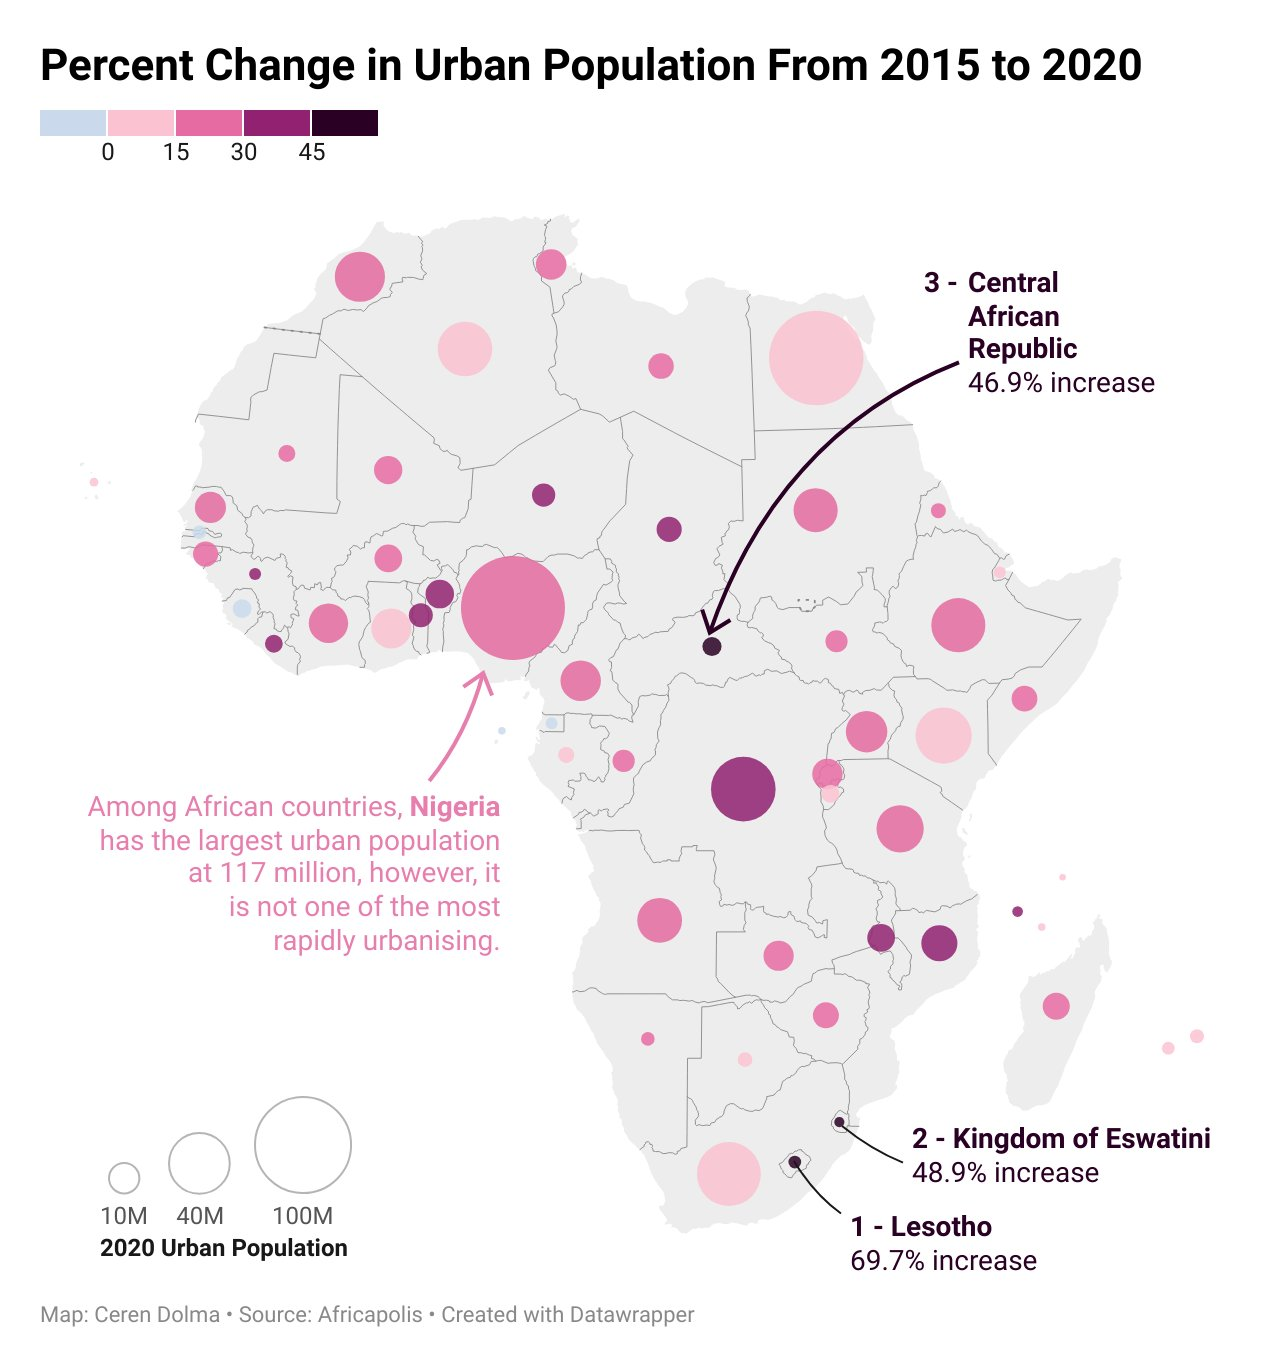 Percent Change in Urban Population From 2015 to 2020
0 15 30 45
3 - Central
African
Republic
46.9% increase
Among African countries, Nigeria
has the largest urban population
at 117 million, however, it
is not one of the most
rapidly urbanising.
2 - Kingdom of Eswatini
48.9% increase
1 - Lesotho
69.7% increase
10M 40M 100M
2020 Urban Population
Map: Ceren Dolma • Source: Africapolis • Created with Datawrapper